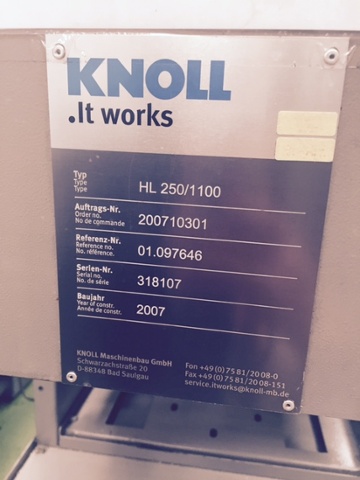 KNOLL
.It works
Typ
Type
Type
HL 250/1100
Auftrags-Nr.
Order no.
No de commande
200710301
Referenz-Nr.
Reference no.
No. référence.
01.097646
Serien-Nr.
Serial no.
No. de série
318107
Baujahr
Year of constr.
Année de constr.
2007
KNOLL Maschinenbau GmbH
Schwarzachstraße 20
D-88348 Bad Saulgau
Fon +49 (0) 75 81/20 08-0
Fax +49 (0) 75 81/20 08-151
service.itworks@knoll-mb.de